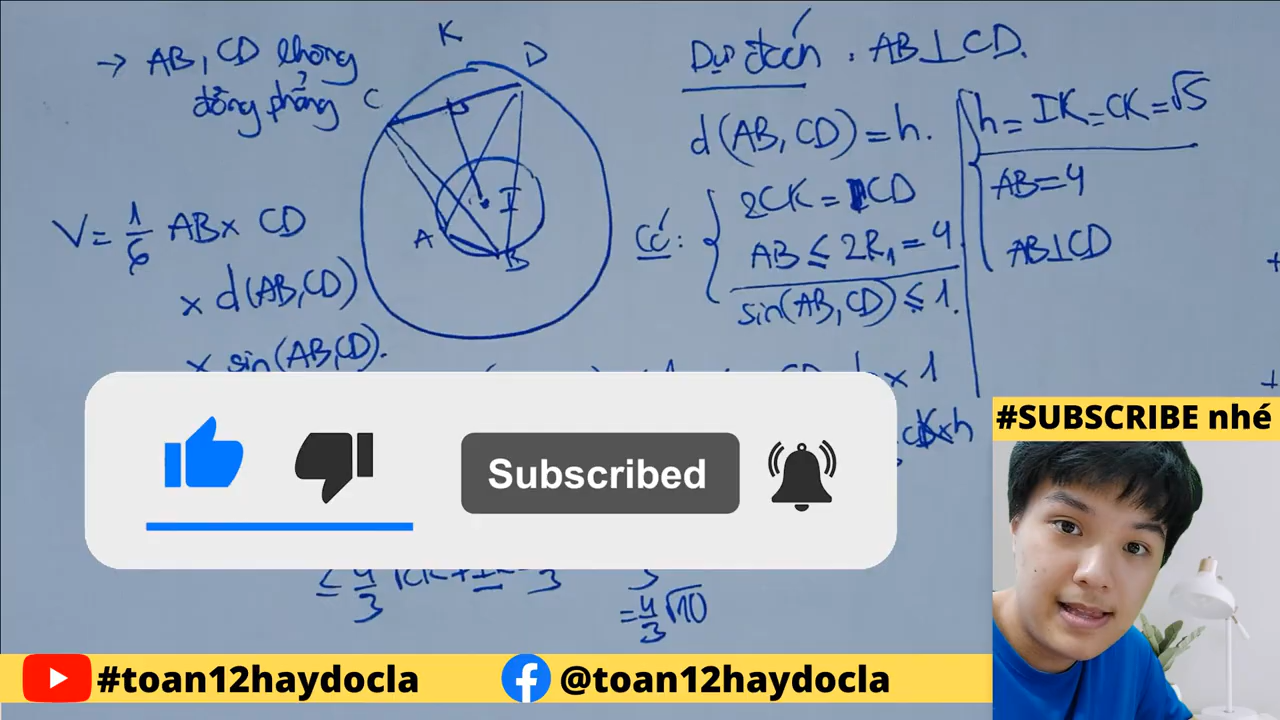 → AB, CD không
đồng phẳng
K
D
C
I
A
B
V = 1/6 AB × CD
× d(AB,CD)
× sin(AB,CD).
Dự đoán : AB⊥CD.
d(AB, CD) = h.
Có: { 2CK = CD
AB ≤ 2R₁ = 4
sin(AB, CD) ≤ 1.
h = IK = CK = √5
AB = 4
AB⊥CD
h × 1
× h
= 4/3 √10
Subscribed
#SUBSCRIBE nhé
#toan12haydocla
@toan12haydocla